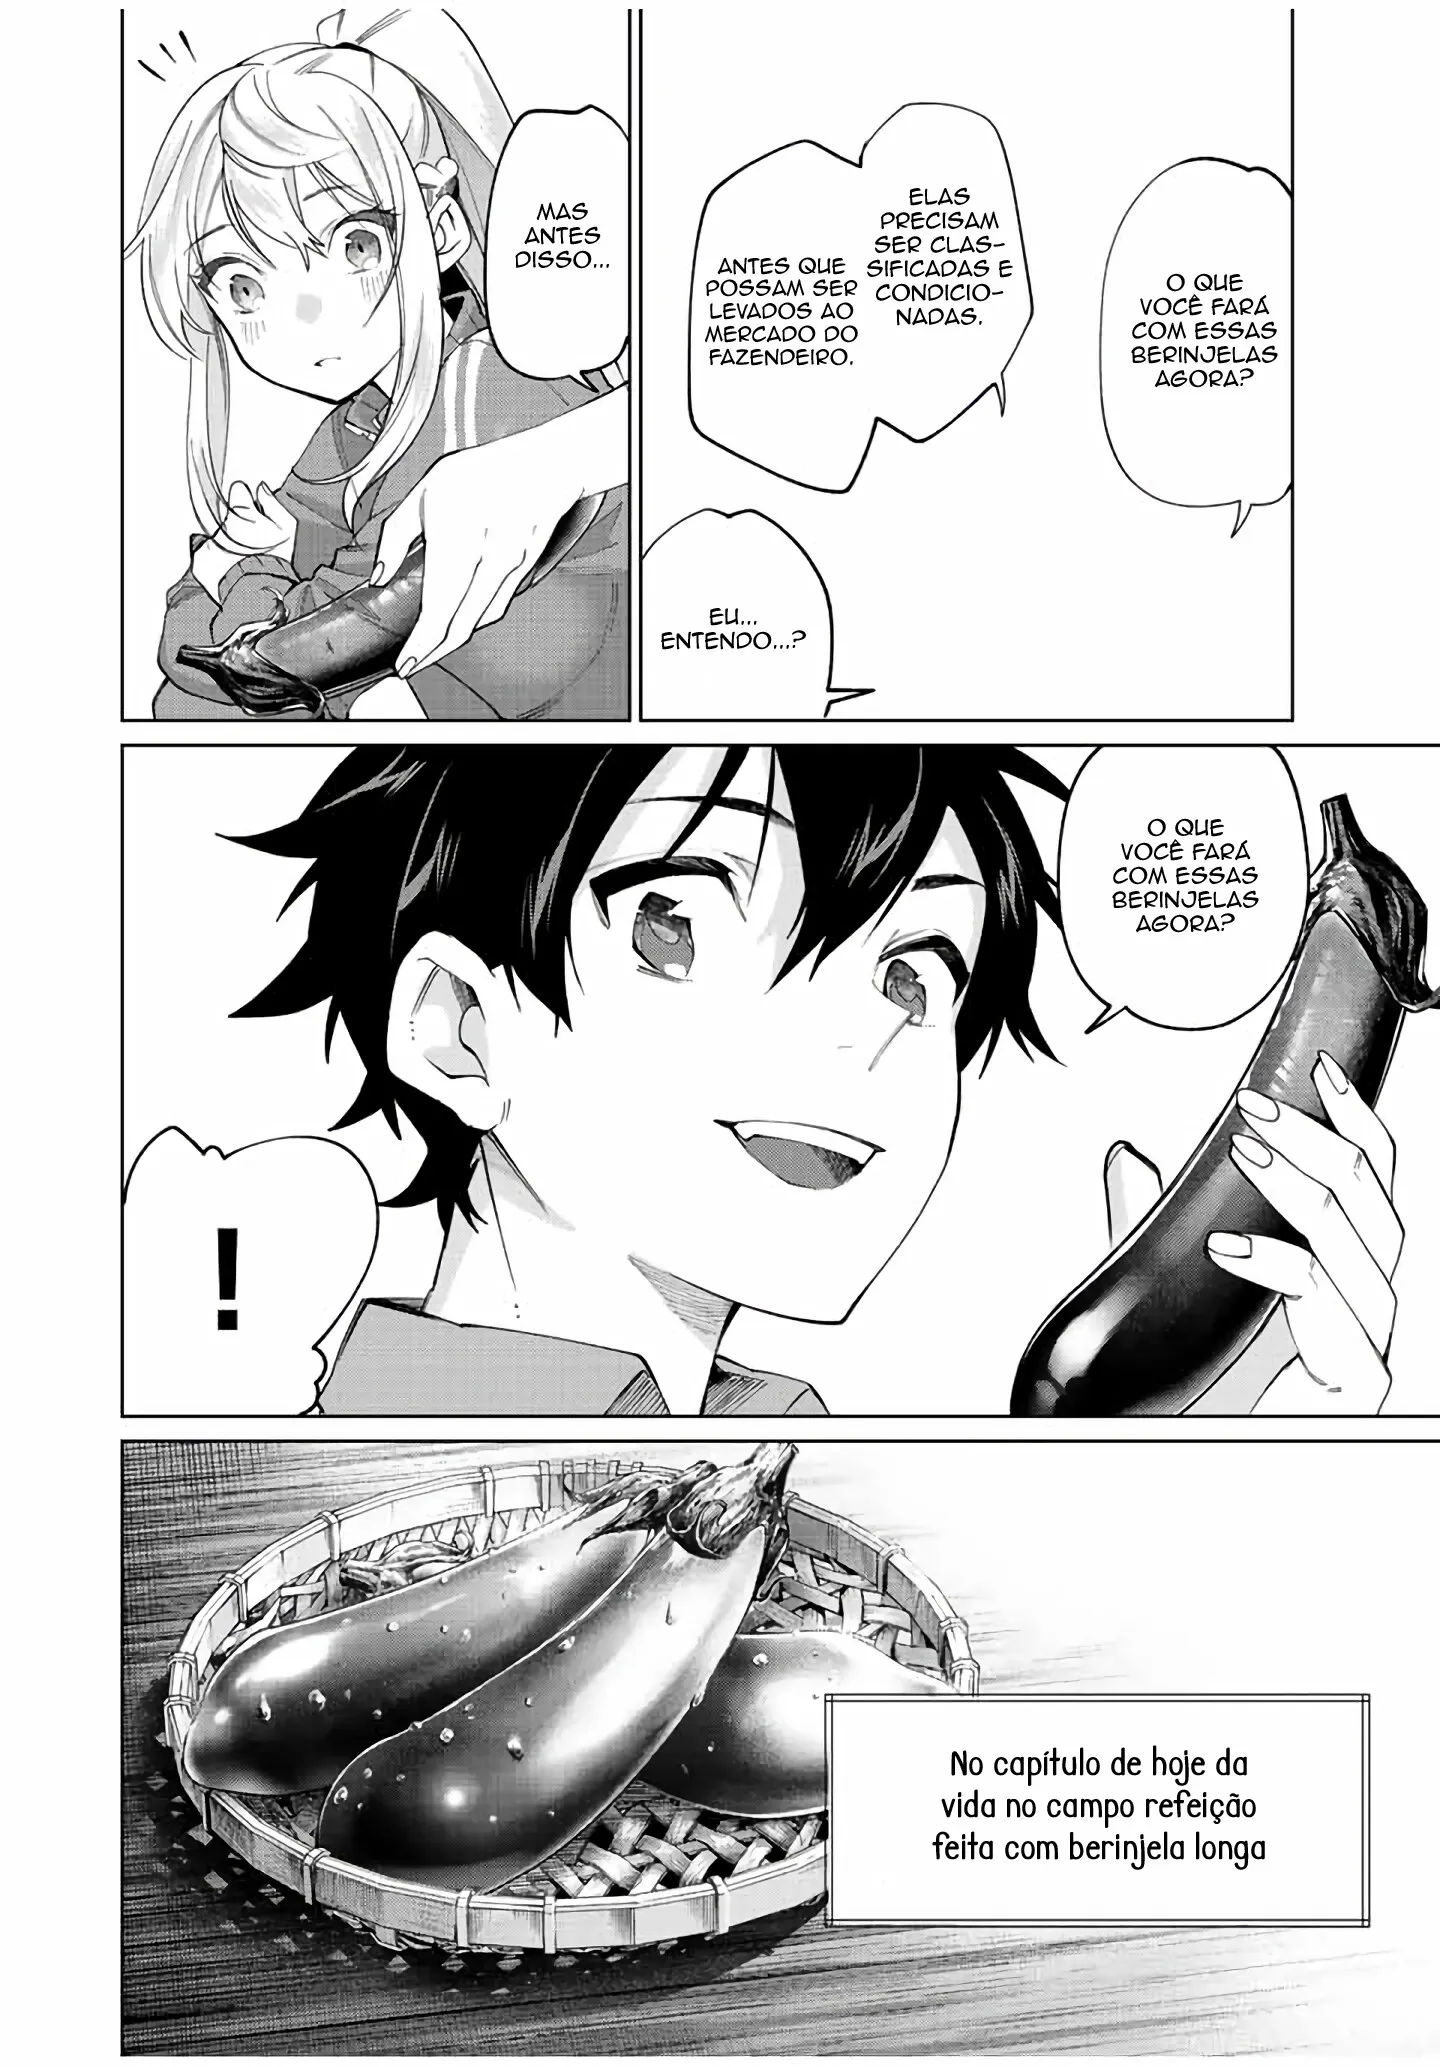 O QUE
VOCÊ FARÁ
COM ESSAS
BERINJELAS
AGORA?
ELAS
PRECISAM
SER CLAS-
SIFICADAS E
CONDICIO-
NADAS.
ANTES QUE
POSSAM SER
LEVADOS AO
MERCADO DO
FAZENDEIRO.
EU...
ENTENDO...?
MAS
ANTES
DISSO...
O QUE
VOCÊ FARÁ
COM ESSAS
BERINJELAS
AGORA?
!
No capítulo de hoje da
vida no campo refeição
feita com berinjela longa